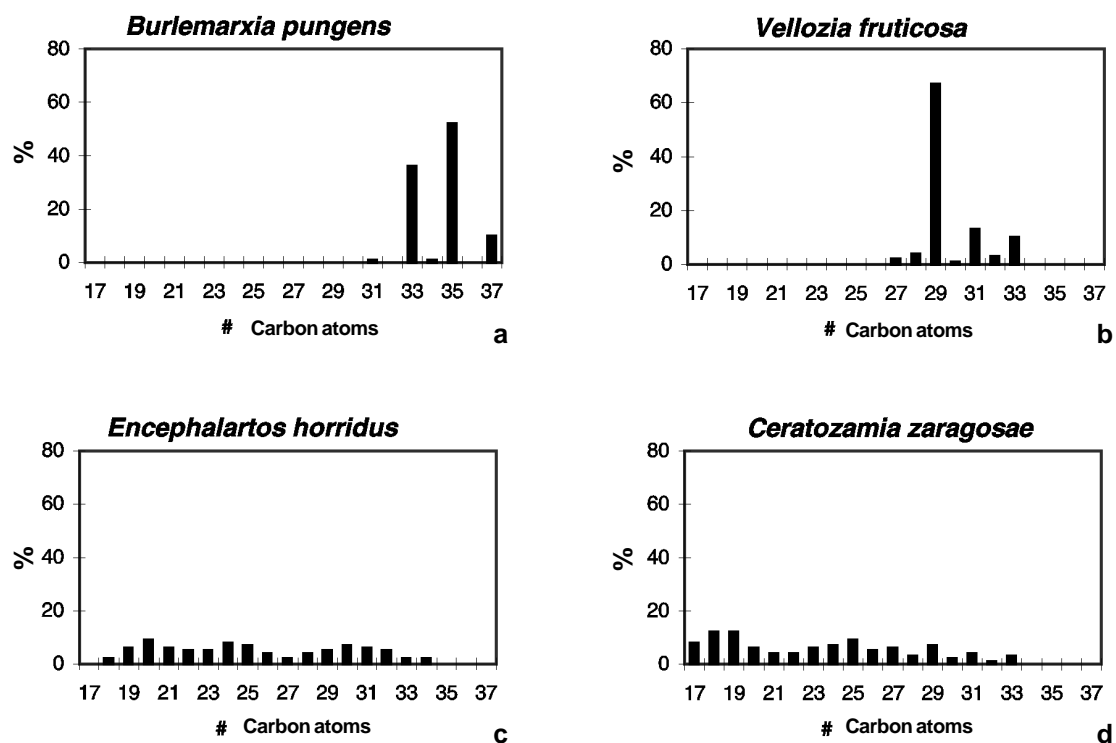 Burlemarxia pungens
80
60
%
40
20
0
17 19 21 23 25 27 29 31 33 35 37
# Carbon atoms
a
Vellozia fruticosa
80
60
%
40
20
0
17 19 21 23 25 27 29 31 33 35 37
# Carbon atoms
b
Encephalartos horridus
80
60
%
40
20
0
17 19 21 23 25 27 29 31 33 35 37
# Carbon atoms
c
Ceratozamia zaragosae
80
60
%
40
20
0
17 19 21 23 25 27 29 31 33 35 37
# Carbon atoms
d